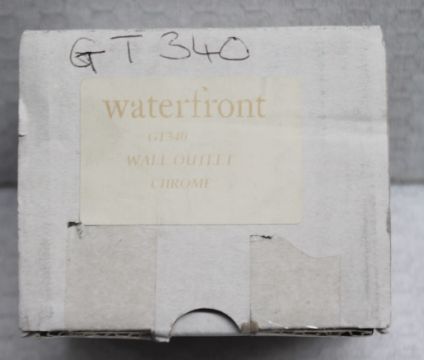 GT 340
waterfront
GT340
WALL OUTLET
CHROME